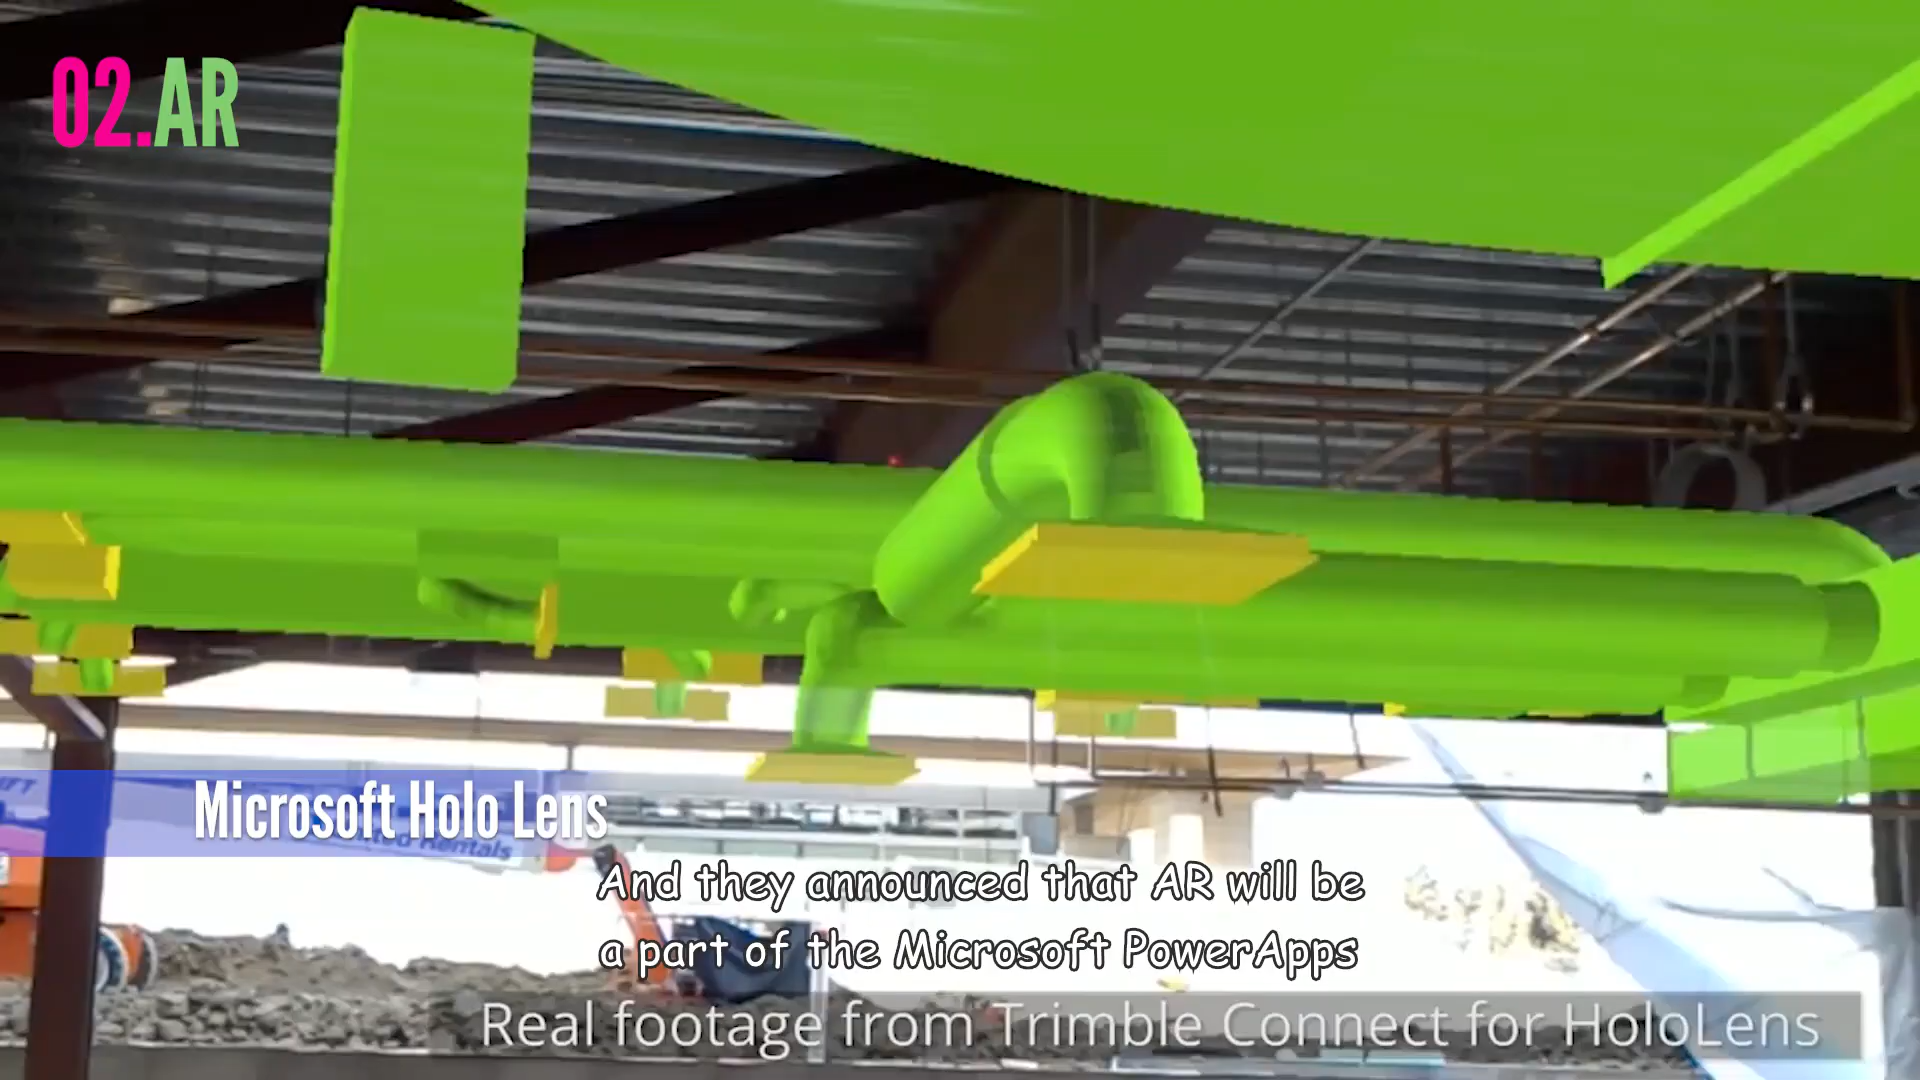 02.AR
Microsoft Holo Lens
Rentals
And they announced that AR will be
a part of the Microsoft PowerApps
Real footage from Trimble Connect for HoloLens